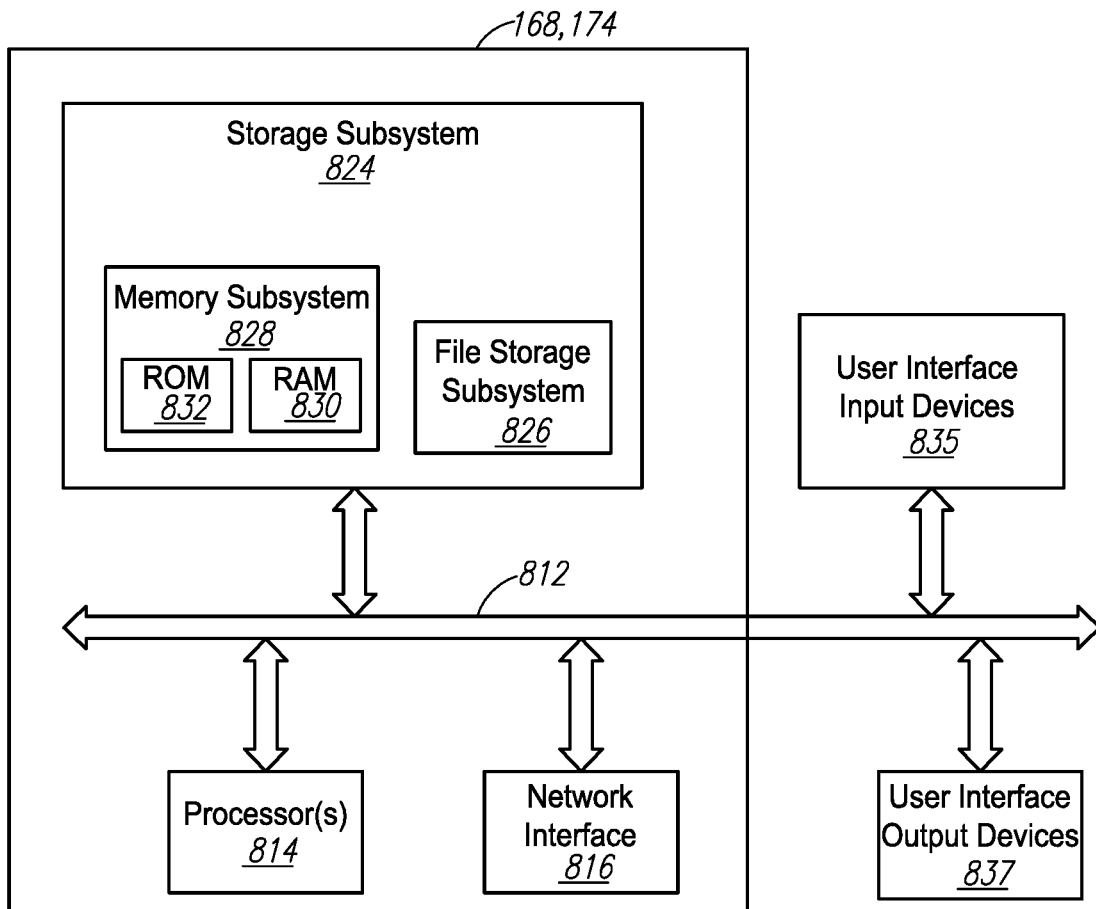 168, 174
Storage Subsystem
824
Memory Subsystem
828
ROM
832
RAM
830
File Storage
Subsystem
826
User Interface
Input Devices
835
812
Processor(s)
814
Network
Interface
816
User Interface
Output Devices
837